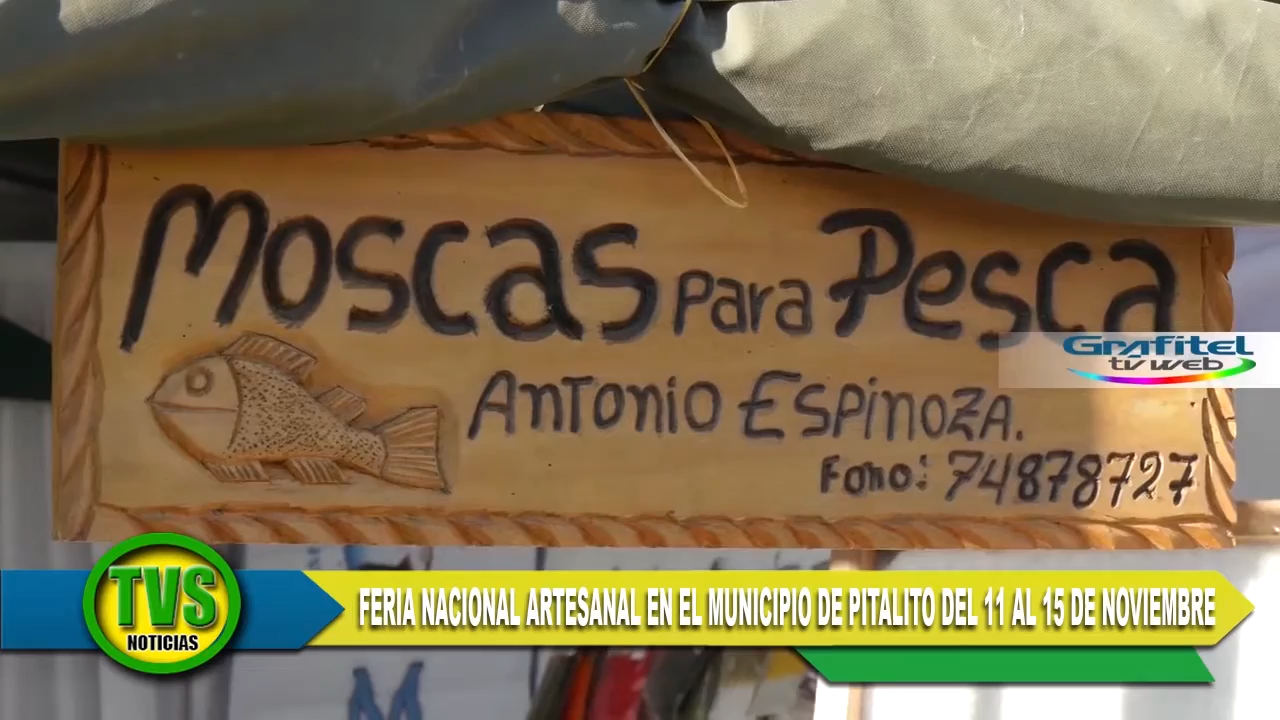 Moscas Para Pesca
Grafitel
tv web
Antonio Espinoza.
Fono: 74878727
TVS
NOTICIAS
FERIA NACIONAL ARTESANAL EN EL MUNICIPIO DE PITALITO DEL 11 AL 15 DE NOVIEMBRE